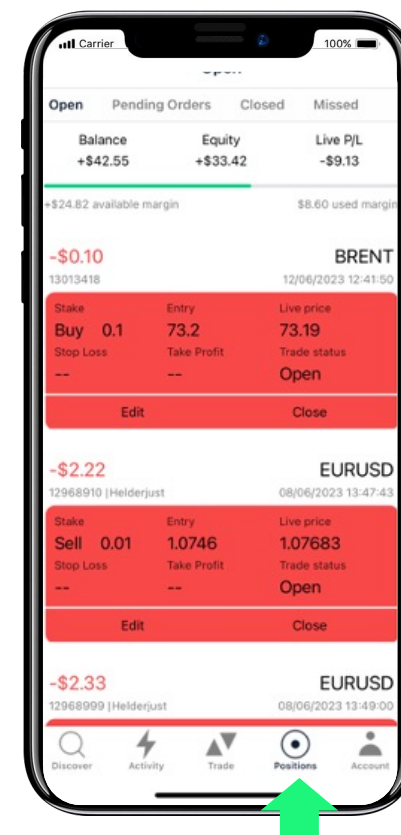 Carrier 100%
Open Pending Orders Closed Missed
Balance Equity Live P/L
+$42.55 +$33.42 -$9.13
+$24.82 available margin $8.60 used margin
-$0.10 BRENT
13013418 12/06/2023 12:41:50
Stake Entry Live price
Buy 0.1 73.2 73.19
Stop Loss Take Profit Trade status
-- -- Open
Edit Close
-$2.22 EURUSD
12968910 |Helderjust 08/06/2023 13:47:43
Stake Entry Live price
Sell 0.01 1.0746 1.07683
Stop Loss Take Profit Trade status
-- -- Open
Edit Close
-$2.33 EURUSD
12968999 |Helderjust 08/06/2023 13:49:00
Discover Activity Trade Positions Account